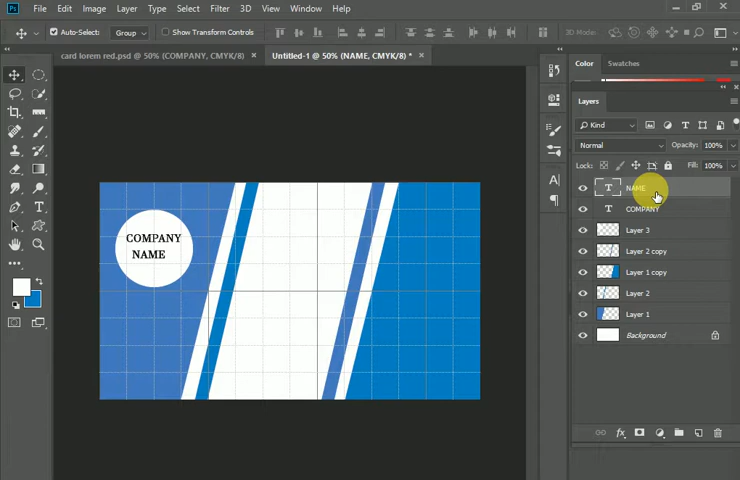 Ps File Edit Image Layer Type Select Filter 3D View Window Help
Auto-Select: Group Show Transform Controls 3D Mode:
card lorem red.psd @ 50% (COMPANY, CMYK/8) × Untitled-1 @ 50% (NAME, CMYK/8) * ×
Color Swatches
Layers
Kind
Normal Opacity: 100%
Lock: Fill: 100%
T NAME
T COMPANY
Layer 3
Layer 2 copy
Layer 1 copy
Layer 2
Layer 1
Background
COMPANY
NAME